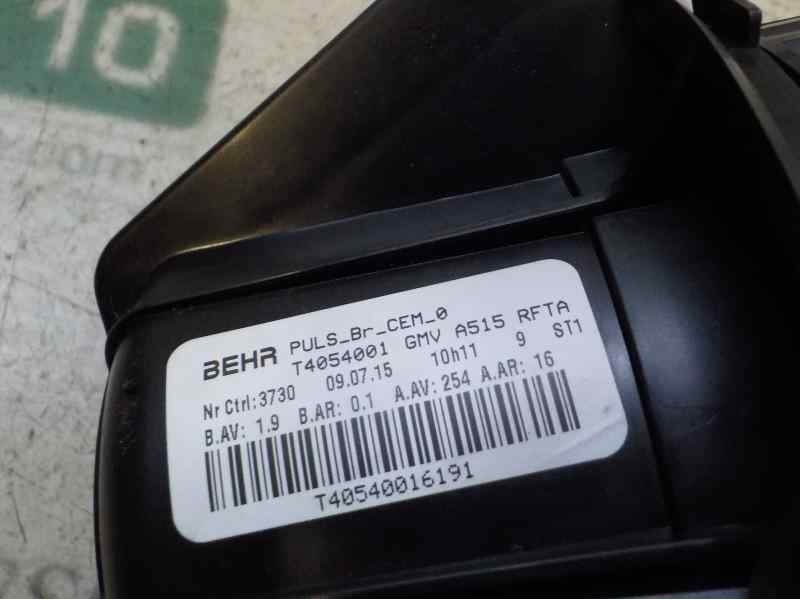 10
BEHR PULS_Br_CEM_0
T4054001 GMV A515 RFTA
Nr Ctrl:3730 09.07.15 10h11 9 ST1
B.AV: 1.9 B.AR: 0.1 A.AV: 254 A.AR: 16
T40540016191